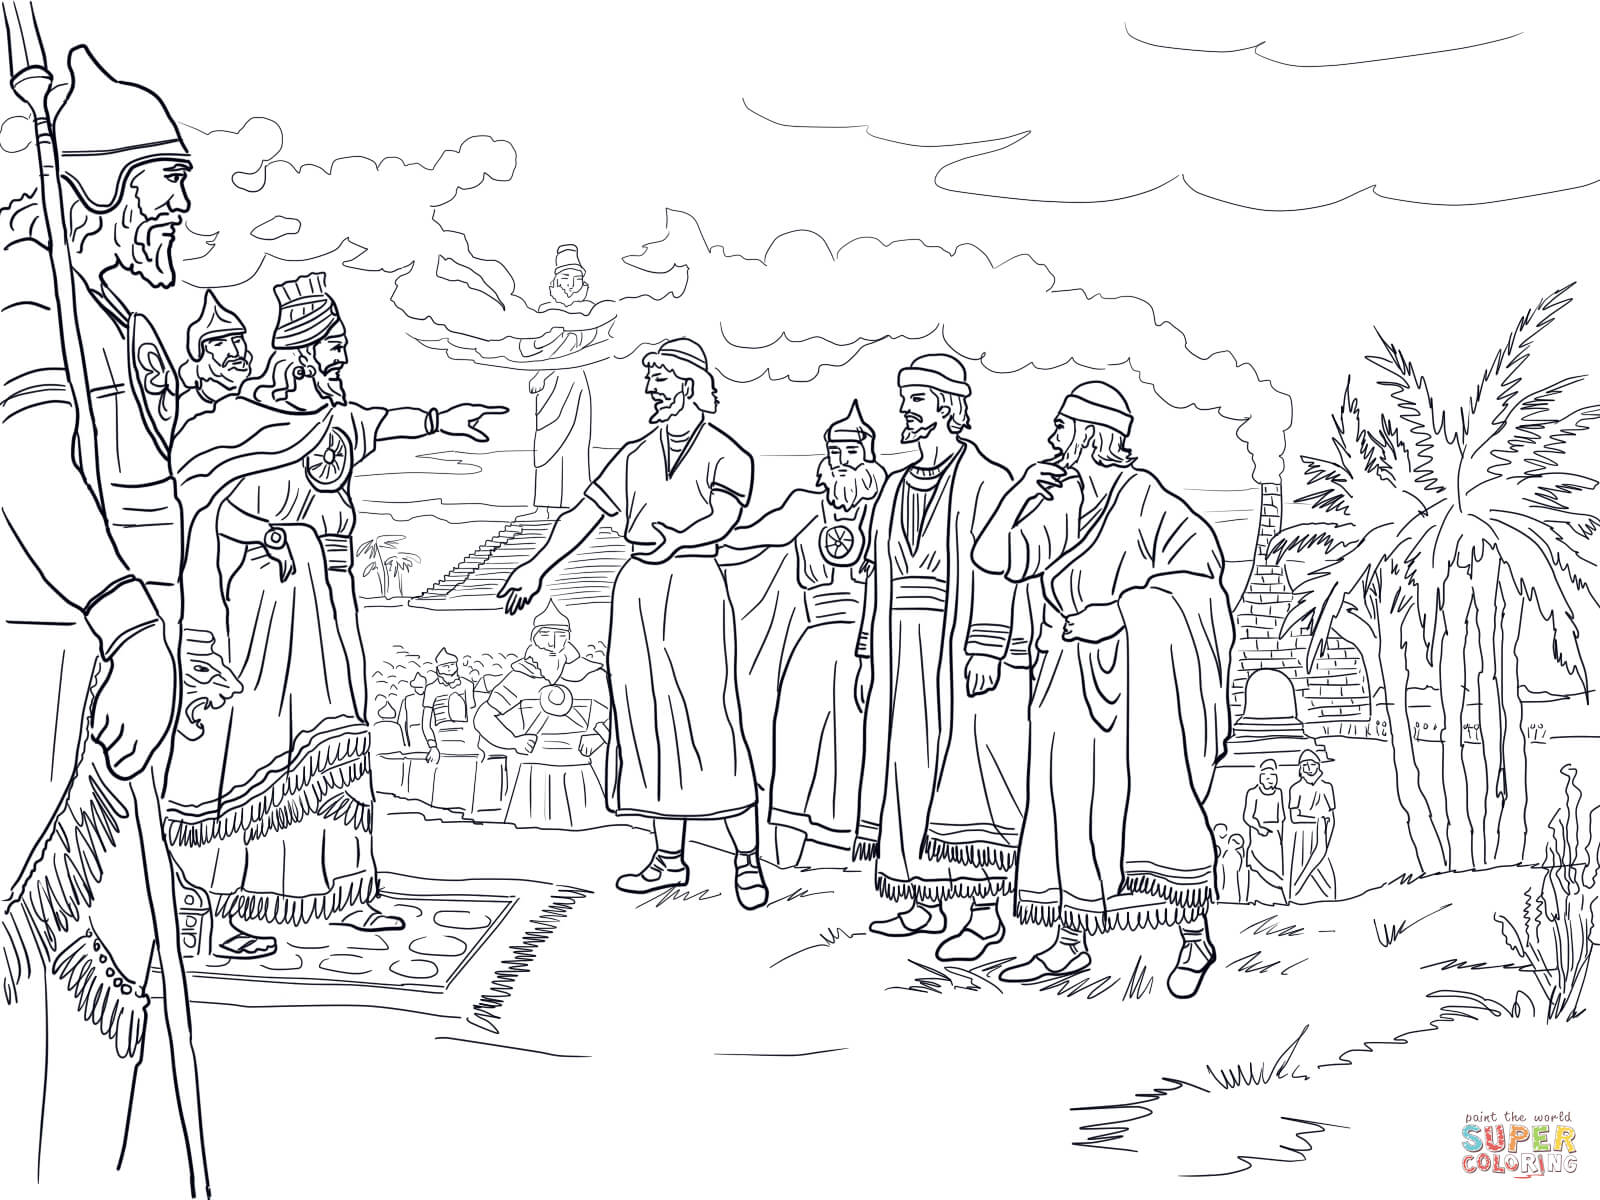 paint the world
SUPER
COLORING